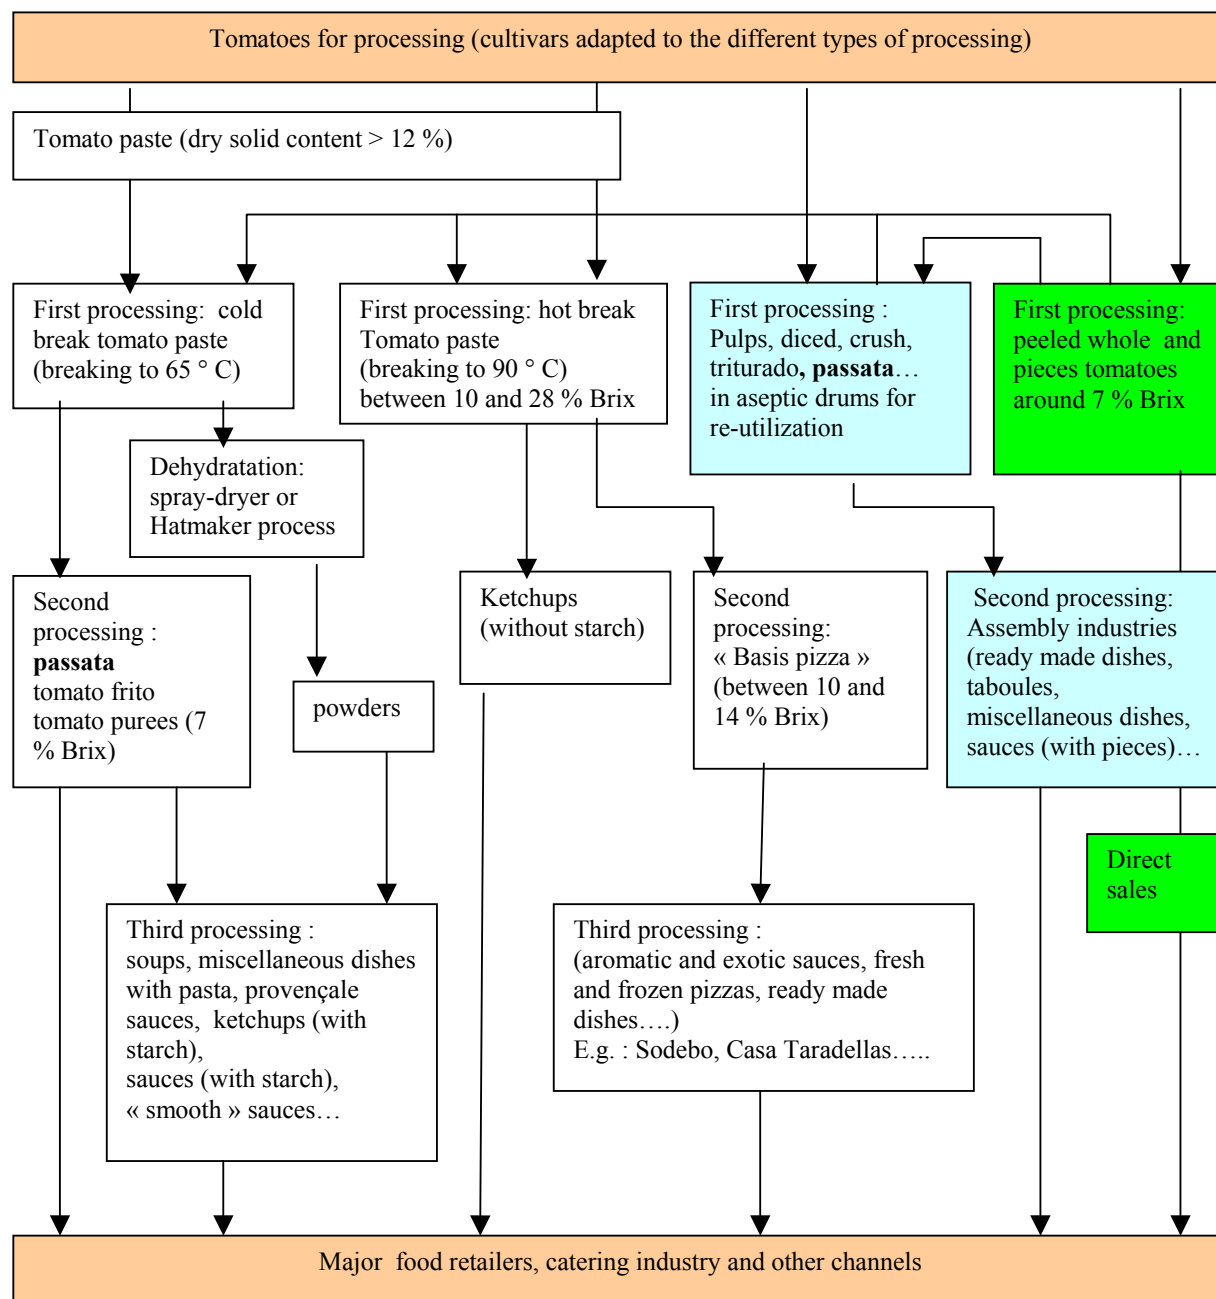 Tomatoes for processing (cultivars adapted to the different types of processing)
Tomato paste (dry solid content > 12 %)
First processing:  cold
break tomato paste
(breaking to 65 ° C)
First processing: hot break
Tomato paste
(breaking to 90 ° C)
between 10 and 28 % Brix
First processing :
Pulps, diced, crush,
triturado, passata…
in aseptic drums for
re-utilization
First processing:
peeled whole  and
pieces tomatoes
around 7 % Brix
Dehydratation:
spray-dryer or
Hatmaker process
Second
processing :
passata
tomato frito
tomato purees (7
% Brix)
powders
Ketchups
(without starch)
Second
processing:
« Basis pizza »
(between 10 and
14 % Brix)
Second processing:
Assembly industries
(ready made dishes,
taboules,
miscellaneous dishes,
sauces (with pieces)…
Direct
sales
Third processing :
soups, miscellaneous dishes
with pasta, provençale
sauces,  ketchups (with
starch),
sauces (with starch),
« smooth » sauces…
Third processing :
(aromatic and exotic sauces, fresh
and frozen pizzas, ready made
dishes….)
E.g. : Sodebo, Casa Taradellas…..
Major  food retailers, catering industry and other channels